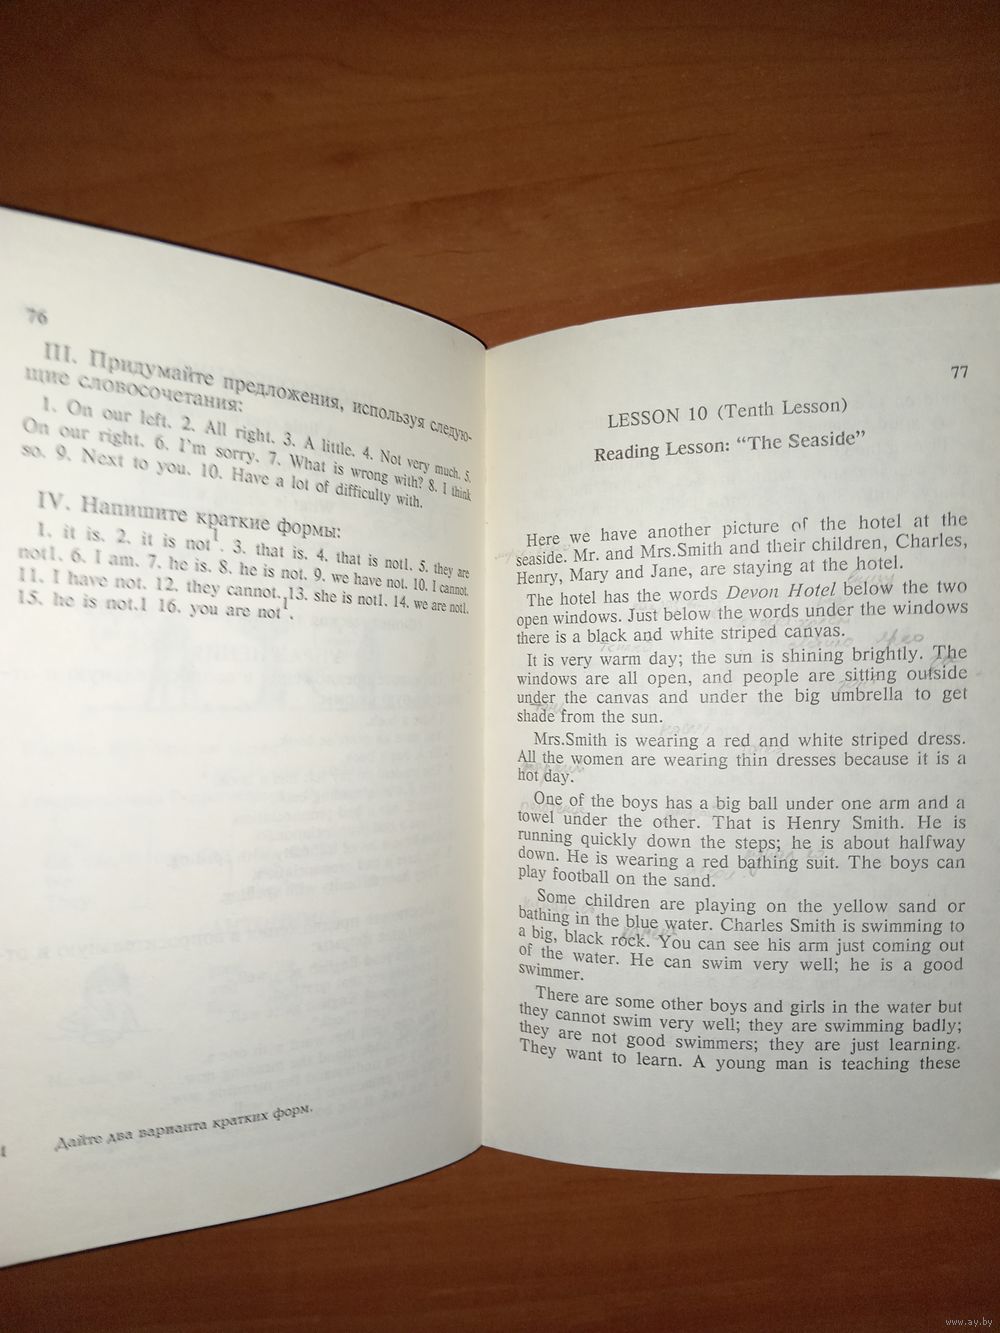 76
III. Придумайте предложения, используя следую-
щие словосочетания:
1. On our left. 2. All right. 3. A little. 4. Not very much. 5.
On our right. 6. I'm sorry. 7. What is wrong with? 8. I think
so. 9. Next to you. 10. Have a lot of difficulty with.
IV. Напишите краткие формы:
1. it is. 2. it is not1. 3. that is. 4. that is not1. 5. they are
not1. 6. I am. 7. he is. 8. he is not. 9. we have not. 10. I cannot.
11. I have not. 12. they cannot. 13. she is not1. 14. we are not1.
15. he is not.1 16. you are not1.
1 Дайте два варианта кратких форм.
77
LESSON 10 (Tenth Lesson)
Reading Lesson: “The Seaside”
Here we have another picture of the hotel at the
seaside. Mr. and Mrs.Smith and their children, Charles,
Henry, Mary and Jane, are staying at the hotel.
The hotel has the words Devon Hotel below the two
open windows. Just below the words under the windows
there is a black and white striped canvas.
It is very warm day; the sun is shining brightly. The
windows are all open, and people are sitting outside
under the canvas and under the big umbrella to get
shade from the sun.
Mrs.Smith is wearing a red and white striped dress.
All the women are wearing thin dresses because it is a
hot day.
One of the boys has a big ball under one arm and a
towel under the other. That is Henry Smith. He is
running quickly down the steps; he is about halfway
down. He is wearing a red bathing suit. The boys can
play football on the sand.
Some children are playing on the yellow sand or
bathing in the blue water. Charles Smith is swimming to
a big, black rock. You can see his arm just coming out
of the water. He can swim very well; he is a good
swimmer.
There are some other boys and girls in the water but
they cannot swim very well; they are swimming badly;
they are not good swimmers; they are just learning.
They want to learn. A young man is teaching these
www.ay.by